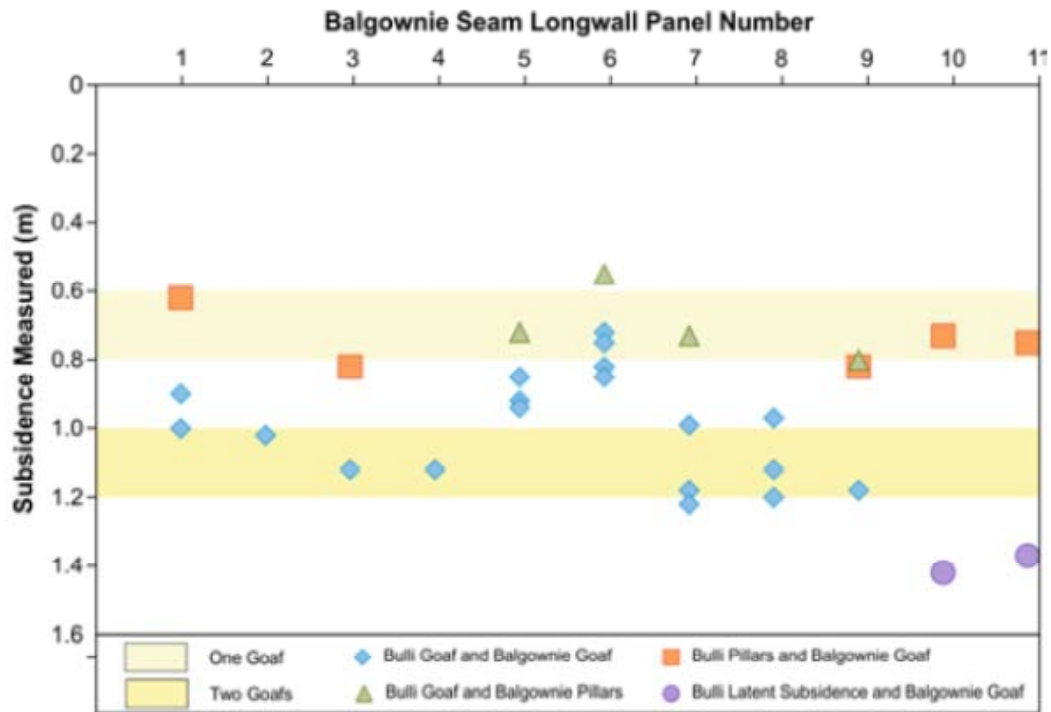 Balgownie Seam Longwall Panel Number
1 2 3 4 5 6 7 8 9 10 11
Subsidence Measured (m)
0
0.2
0.4
0.6
0.8
1.0
1.2
1.4
1.6
One Goaf
Bulli Goaf and Balgownie Goaf
Bulli Pillars and Balgownie Goaf
Two Goafs
Bulli Goaf and Balgownie Pillars
Bulli Latent Subsidence and Balgownie Goaf